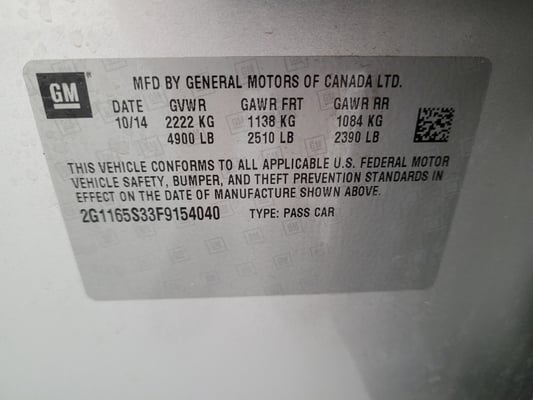 GM ® MFD BY GENERAL MOTORS OF CANADA LTD.
DATE GVWR GAWR FRT GAWR RR
10/14 2222 KG 1138 KG 1084 KG
4900 LB 2510 LB 2390 LB
THIS VEHICLE CONFORMS TO ALL APPLICABLE U.S. FEDERAL MOTOR
VEHICLE SAFETY, BUMPER, AND THEFT PREVENTION STANDARDS IN
EFFECT ON THE DATE OF MANUFACTURE SHOWN ABOVE.
2G1165S33F9154040 TYPE: PASS CAR